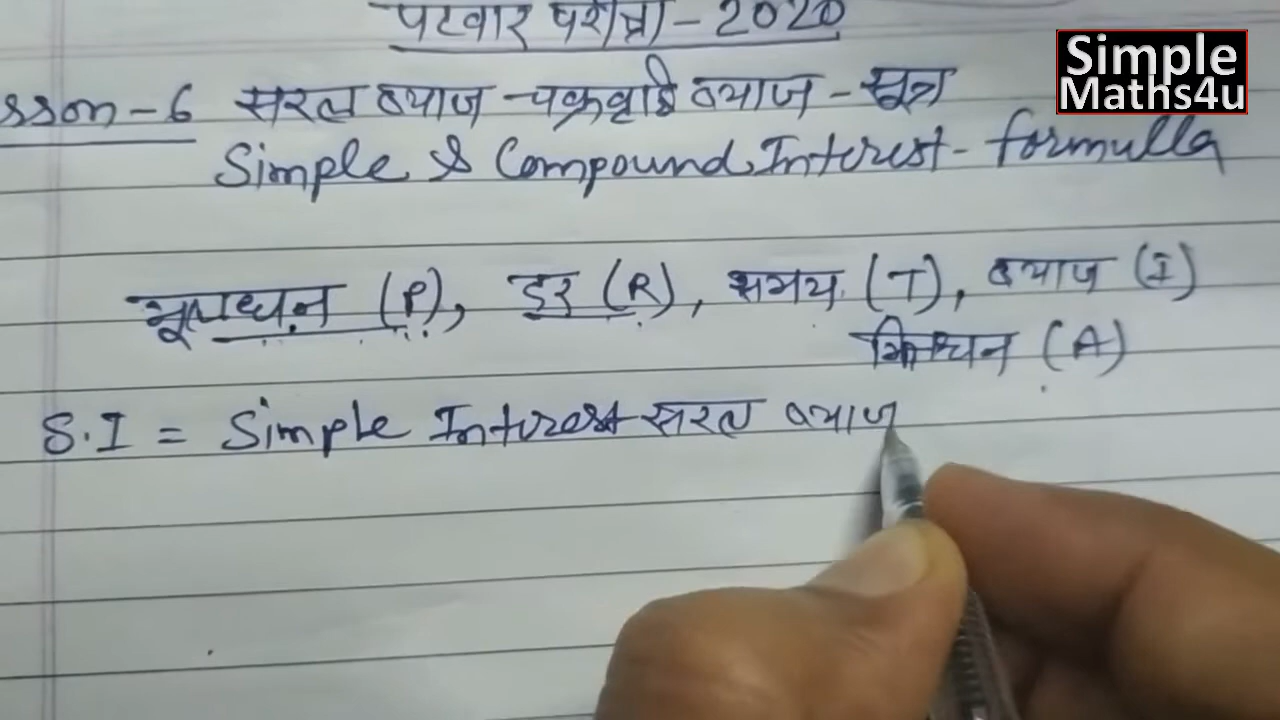 पटवार परीक्षा - 2020
Simple
Maths4u
sson - 6 सरल ब्याज - चक्रवृद्धि ब्याज - सूत्र
Simple & Compound Interest - formulla
मूलधन (P), दर (R), समय (T), ब्याज (I)
मिश्रधन (A)
S.I = Simple Interest सरल ब्याज